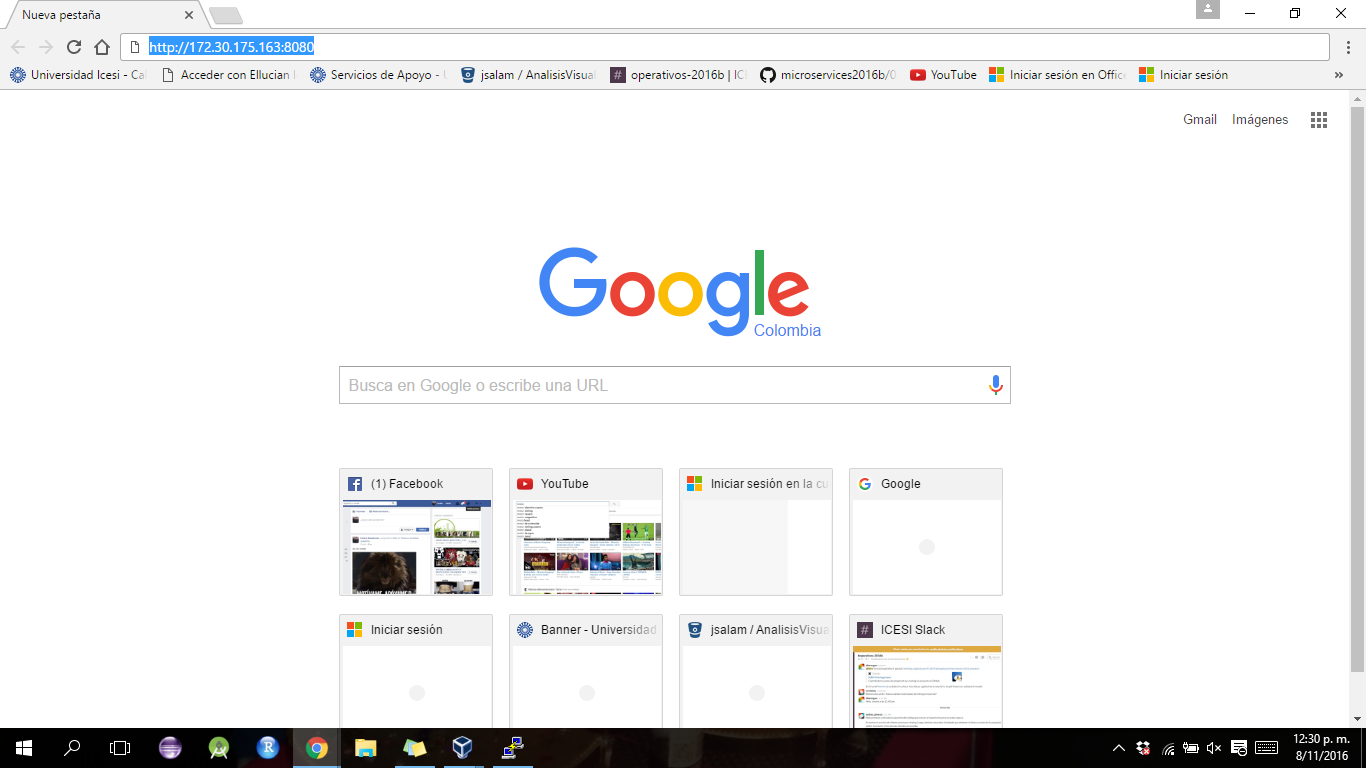 Nueva pestaña
http://172.30.175.163:8080
Universidad Icesi - Ca
Acceder con Ellucian
Servicios de Apoyo -
jsalam / AnalisisVisua
operativos-2016b | IC
microservices2016b/0
YouTube
Iniciar sesión en Offic
Iniciar sesión
»
Gmail
Imágenes
Google
Colombia
Busca en Google o escribe una URL
(1) Facebook
YouTube
Iniciar sesión en la cu
Google
Iniciar sesión
Banner - Universidad
jsalam / AnalisisVisua
ICESI Slack
12:30 p. m.
8/11/2016